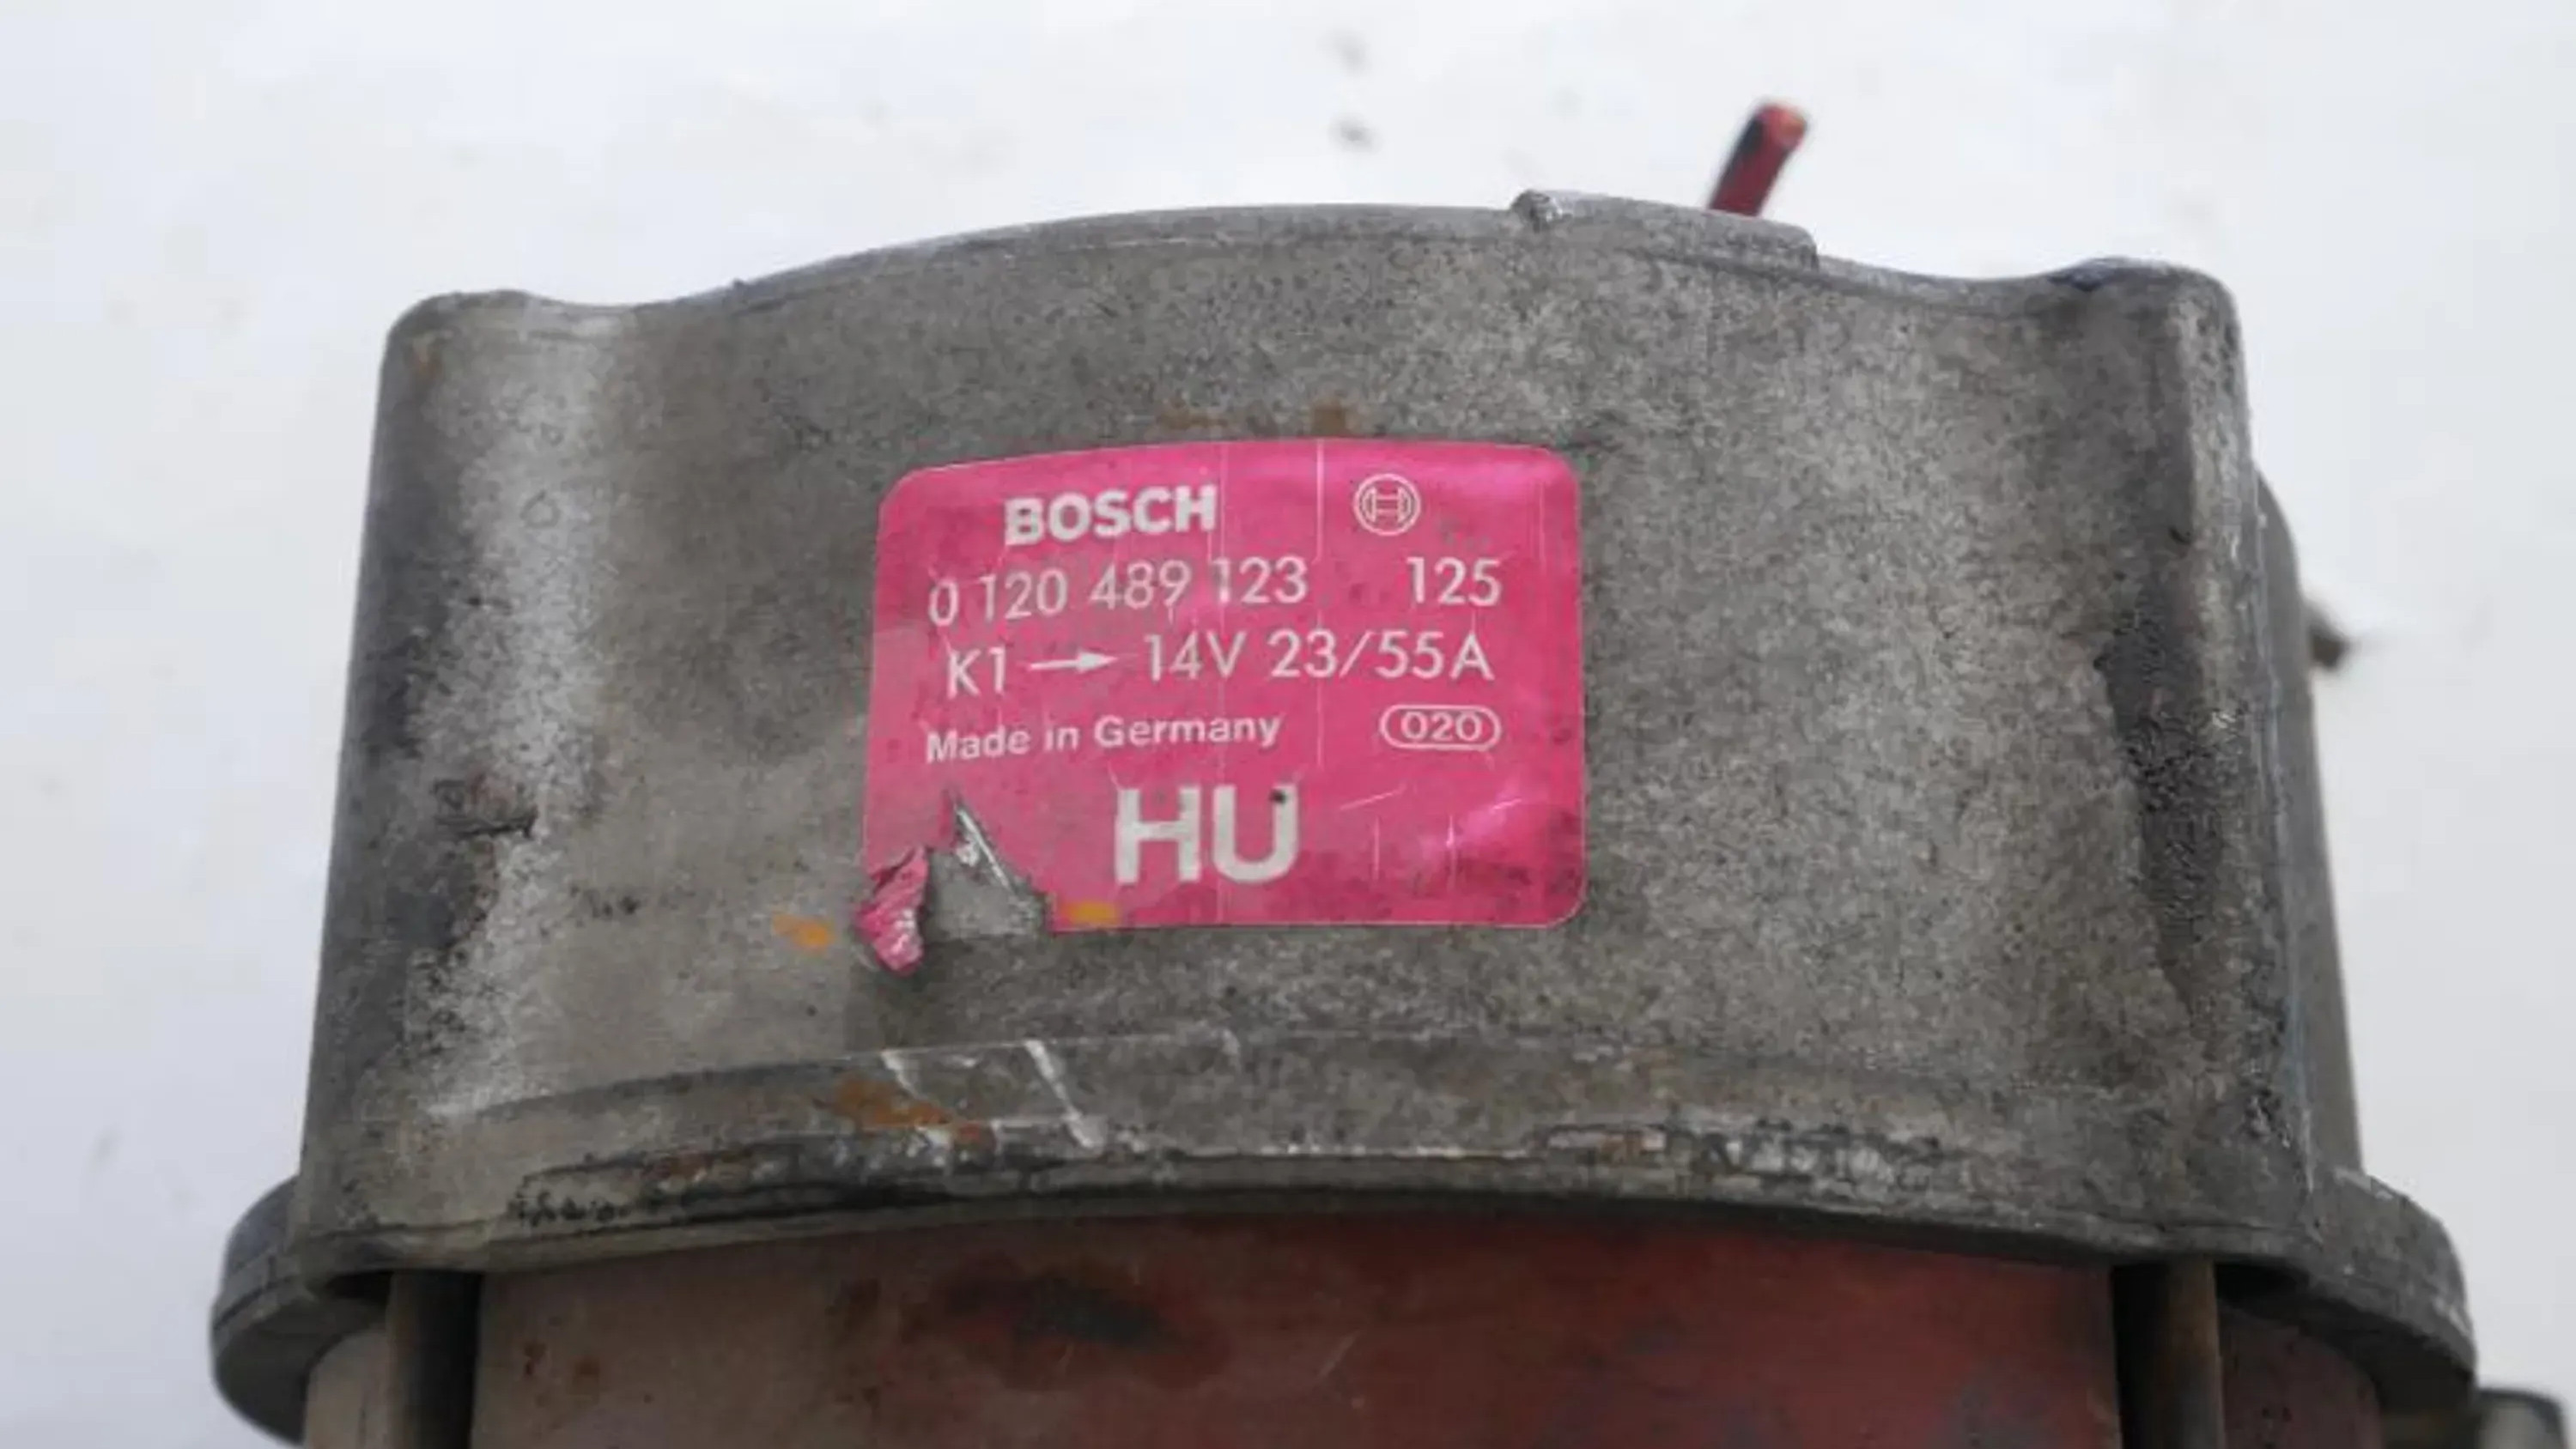 BOSCH
0 120 489 123 125
K1 → 14V 23/55A
Made in Germany 020
HU